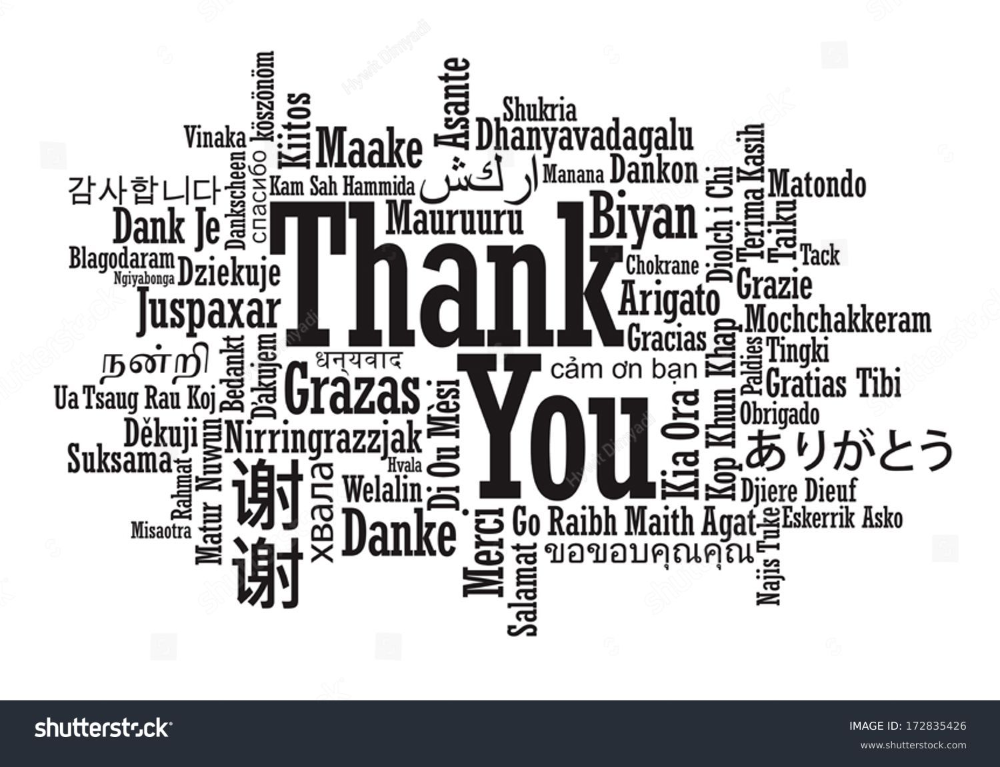 köszönöm
Kiitos
Asante
Shukria
Vinaka
Maake
Dhanyavadagalu
Terima Kasih
спасибо
Dankscheen
Kam Sah Hammida
ارکش
Manana
Dankon
Diolch i Chi
Matondo
감사합니다
Dank Je
Mauruuru
Biyan
Taiku
Blagodaram
Thank
Chokrane
Tack
Ngiyabonga
Dziekuje
Grazie
Juspaxar
Arigato
Mochchakkeram
Gracias
நன்றி
Bedankt
D'akujem
धन्यवाद
You
cảm ơn bạn
Kop Khun Khap
Paldies
Tingki
Ua Tsaug Rau Koj
Grazas
Di Ou Mèsi
Kia Ora
Gratias Tibi
Obrigado
Děkuji
Nirringrazzjak
ありがとう
Suksama
Rahmat
Matur Nuwun
谢谢
хвала
Hvala
Welalin
Djiere Dieuf
Misaotra
Danke
Merci
Go Raibh Maith Agat
Eskerrik Asko
Salamat
ขอขอบคุณคุณ
Najis Tuke
Hywit Dimyadi
shutterstock
IMAGE ID: 172835426
www.shutterstock.com